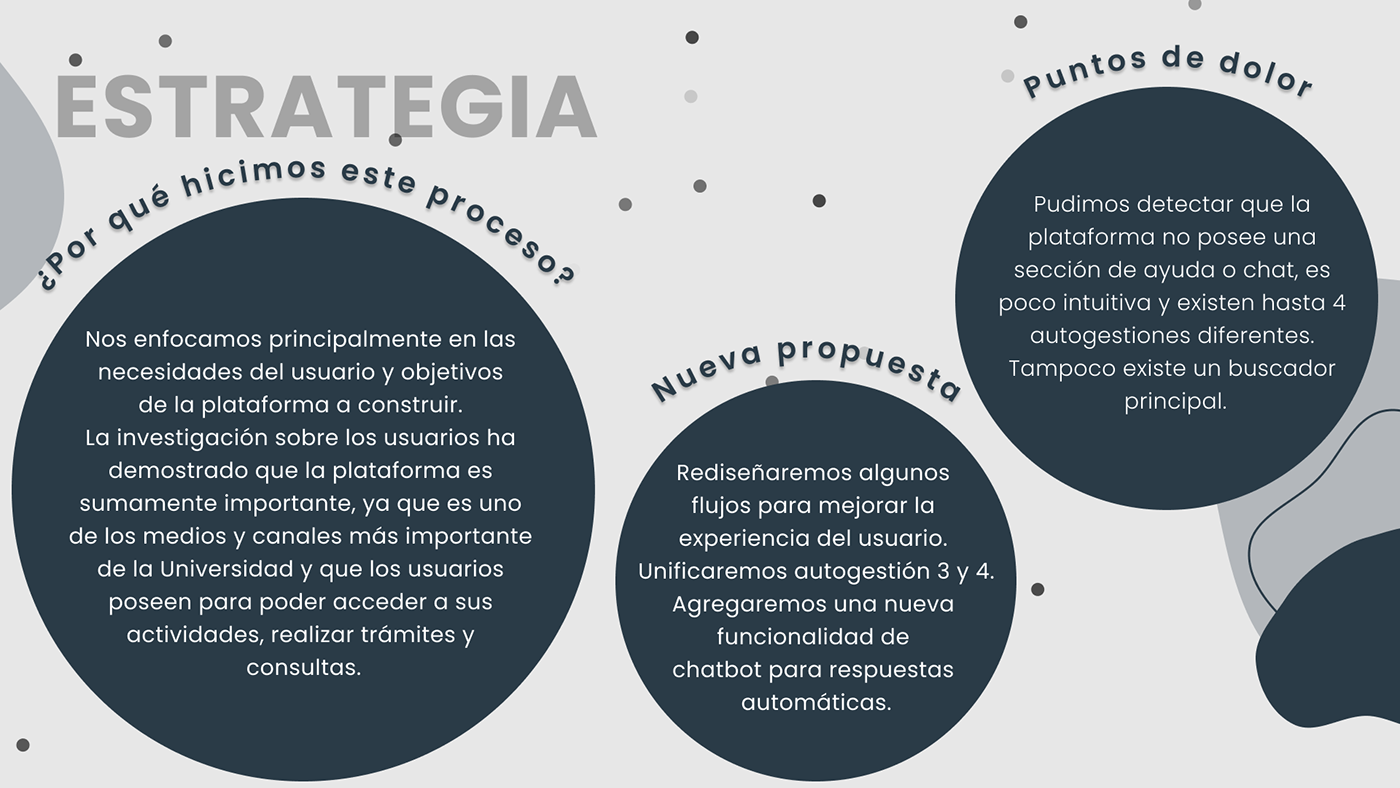 ESTRATEGIA
¿Por qué hicimos este proceso?
Nos enfocamos principalmente en las
necesidades del usuario y objetivos
de la plataforma a construir.
La investigación sobre los usuarios ha
demostrado que la plataforma es
sumamente importante, ya que es uno
de los medios y canales más importante
de la Universidad y que los usuarios
poseen para poder acceder a sus
actividades, realizar trámites y
consultas.
Nueva propuesta
Rediseñaremos algunos
flujos para mejorar la
experiencia del usuario.
Unificaremos autogestión 3 y 4.
Agregaremos una nueva
funcionalidad de
chatbot para respuestas
automáticas.
Puntos de dolor
Pudimos detectar que la
plataforma no posee una
sección de ayuda o chat, es
poco intuitiva y existen hasta 4
autogestiones diferentes.
Tampoco existe un buscador
principal.